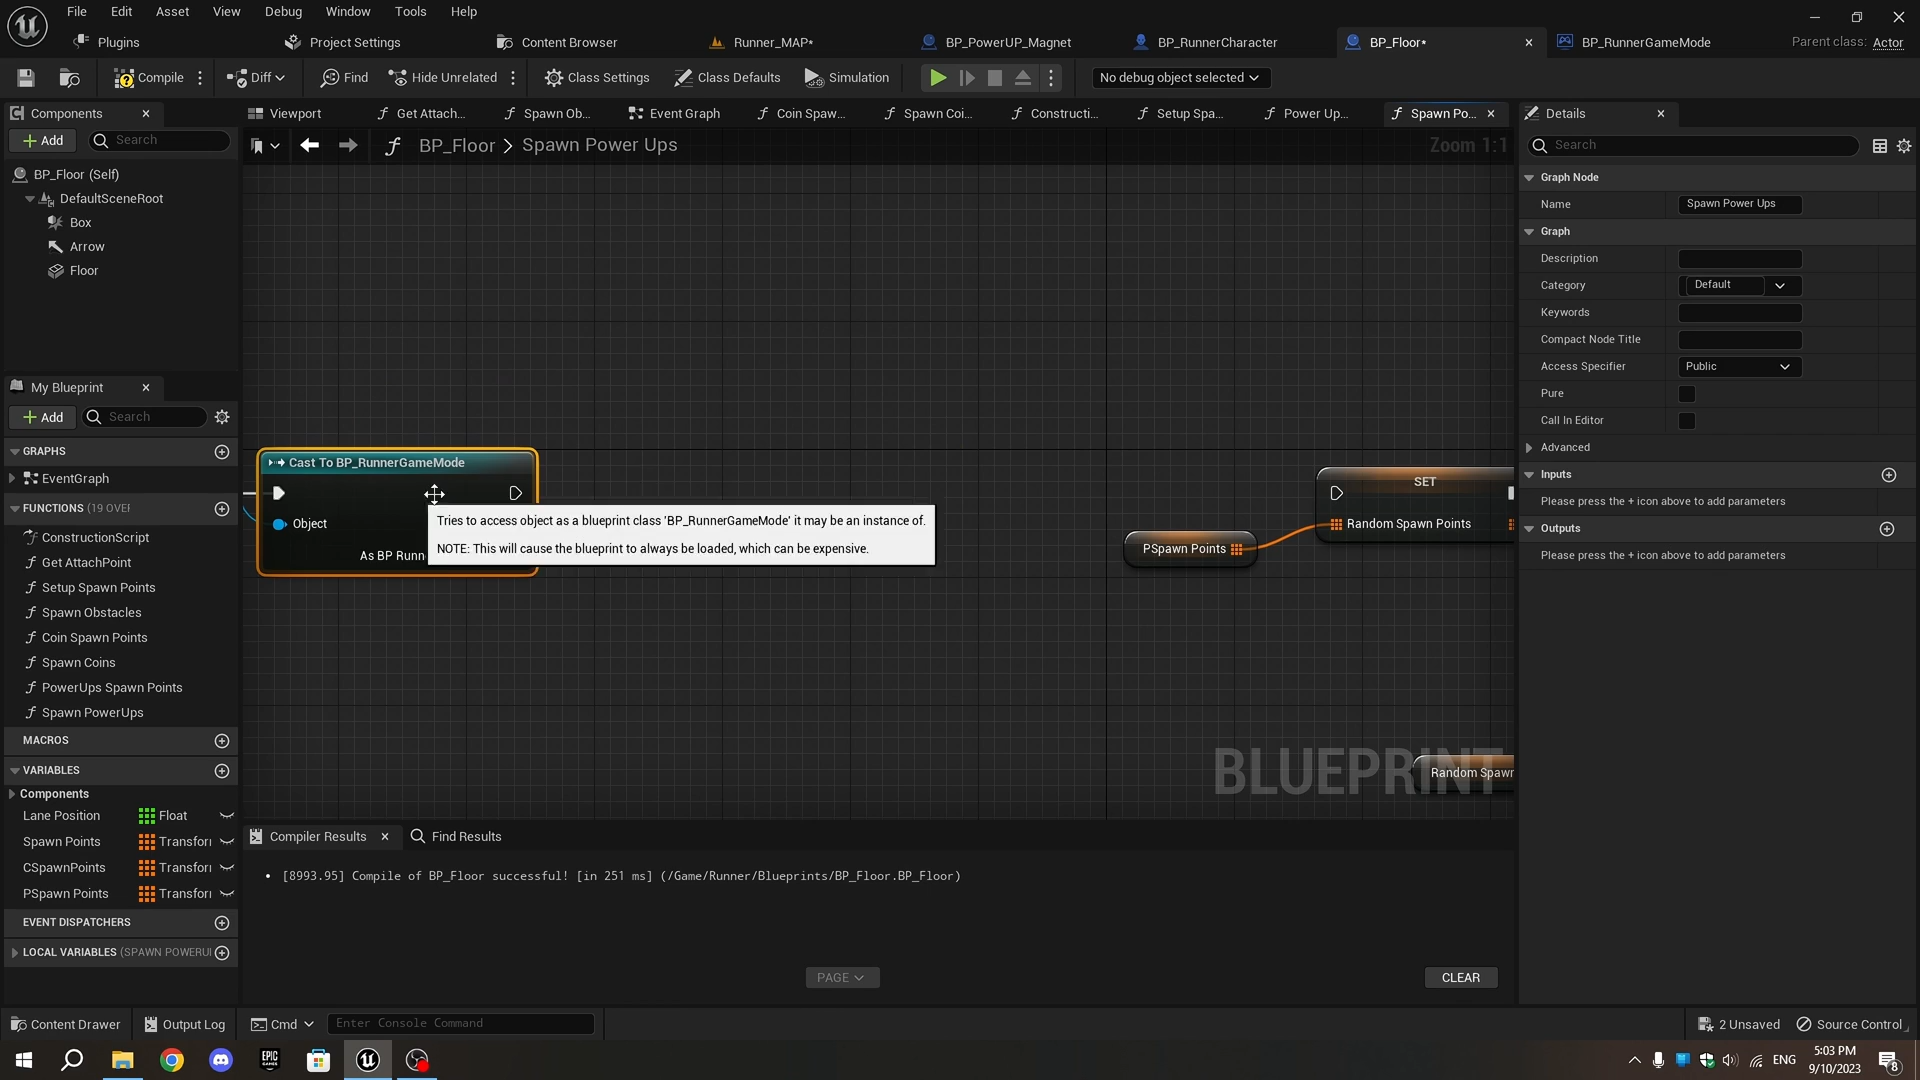 File Edit Asset View Debug Window Tools Help
Plugins Project Settings Content Browser Runner_MAP* BP_PowerUP_Magnet BP_RunnerCharacter BP_Floor* BP_RunnerGameMode Parent class: Actor
Compile Diff Find Hide Unrelated Class Settings Class Defaults Simulation No debug object selected
Components
Add Search
BP_Floor (Self)
DefaultSceneRoot
Box
Arrow
Floor
My Blueprint
Add Search
GRAPHS
EventGraph
FUNCTIONS (19 OVEI
ConstructionScript
Get AttachPoint
Setup Spawn Points
Spawn Obstacles
Coin Spawn Points
Spawn Coins
PowerUps Spawn Points
Spawn PowerUps
MACROS
VARIABLES
Components
Lane Position Float
Spawn Points Transfori
CSpawnPoints Transfori
PSpawn Points Transfori
EVENT DISPATCHERS
LOCAL VARIABLES (SPAWN POWERUI
Viewport Get Attach... Spawn Ob... Event Graph Coin Spaw... Spawn Coi... Constructi... Setup Spa... Power Up... Spawn Po...
BP_Floor > Spawn Power Ups
Zoom 1:1
Cast To BP_RunnerGameMode
Object
As BP Runn
Tries to access object as a blueprint class 'BP_RunnerGameMode' it may be an instance of.
NOTE: This will cause the blueprint to always be loaded, which can be expensive.
PSpawn Points
SET
Random Spawn Points
Random Spawn
BLUEPRINT
Compiler Results Find Results
[8993.95] Compile of BP_Floor successful! [in 251 ms] (/Game/Runner/Blueprints/BP_Floor.BP_Floor)
PAGE
CLEAR
Details
Search
Graph Node
Name Spawn Power Ups
Graph
Description
Category Default
Keywords
Compact Node Title
Access Specifier Public
Pure
Call In Editor
Advanced
Inputs
Please press the + icon above to add parameters
Outputs
Please press the + icon above to add parameters
Content Drawer Output Log Cmd Enter Console Command 2 Unsaved Source Control
EPIC GAMES
ENG
5:03 PM
9/10/2023
8